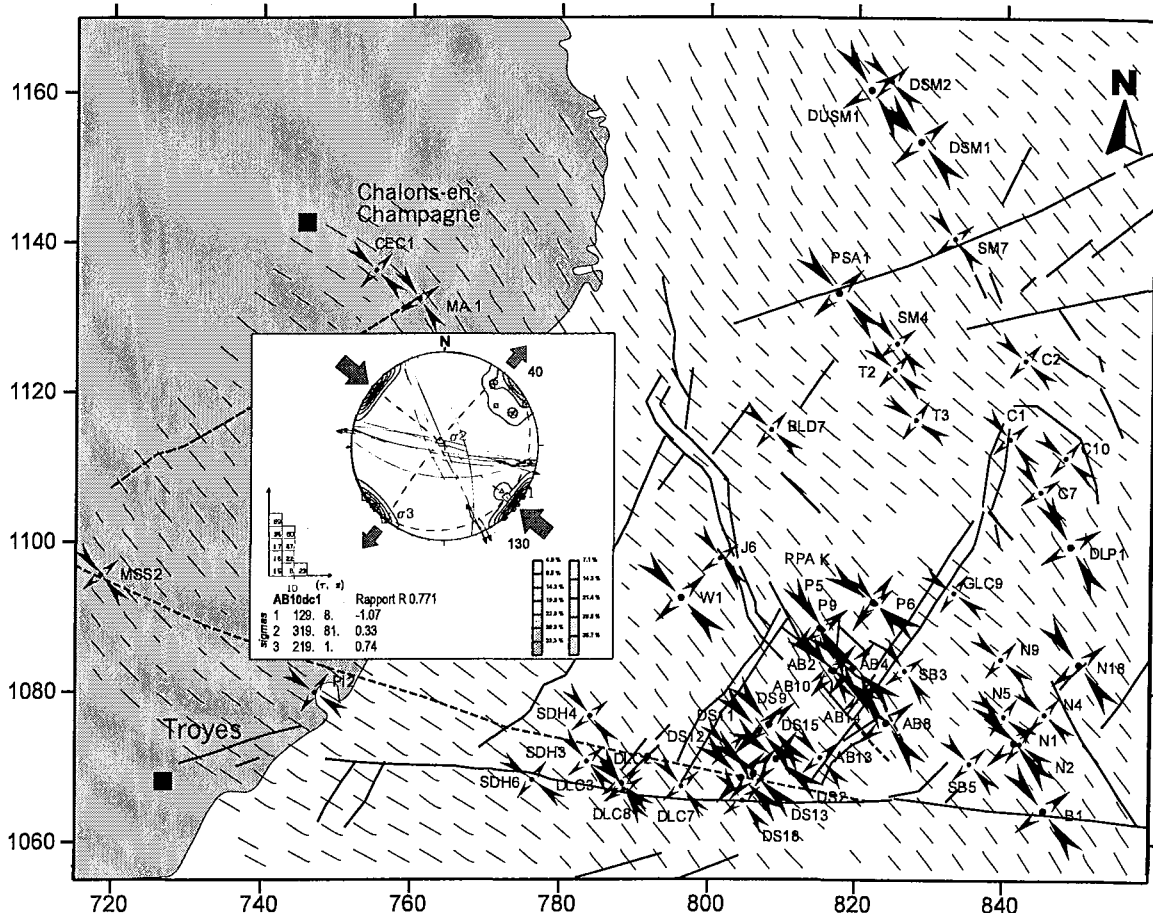 1160
1140
1120
1100
1080
1060
720
740
760
780
800
820
840
N
Chalons-en-
Champagne
Troyes
CEC1
MA 1
MSS2
DSM2
DUSM1
DSM1
SM7
PSA1
SM4
T2
C2
T3
BLD7
C1
C10
C7
DLP1
J6
W1
RPA K
P5
P9
P6
GLC9
AB2
AB4
AB10
SB3
N9
N18
DS9
DS11
DS12
DS15
AB14
AB8
N5
N4
N1
N2
SDH4
SDH3
SDH6
DLC3
DLC8
DLC7
AB13
DS2
DS13
DS18
SB5
B1
N
40
σ2
σ3
130
(τ, s)
AB10dc1 Rapport R 0.771
sigmas
1 129. 8. -1.07
2 319. 81. 0.33
3 219. 1. 0.74